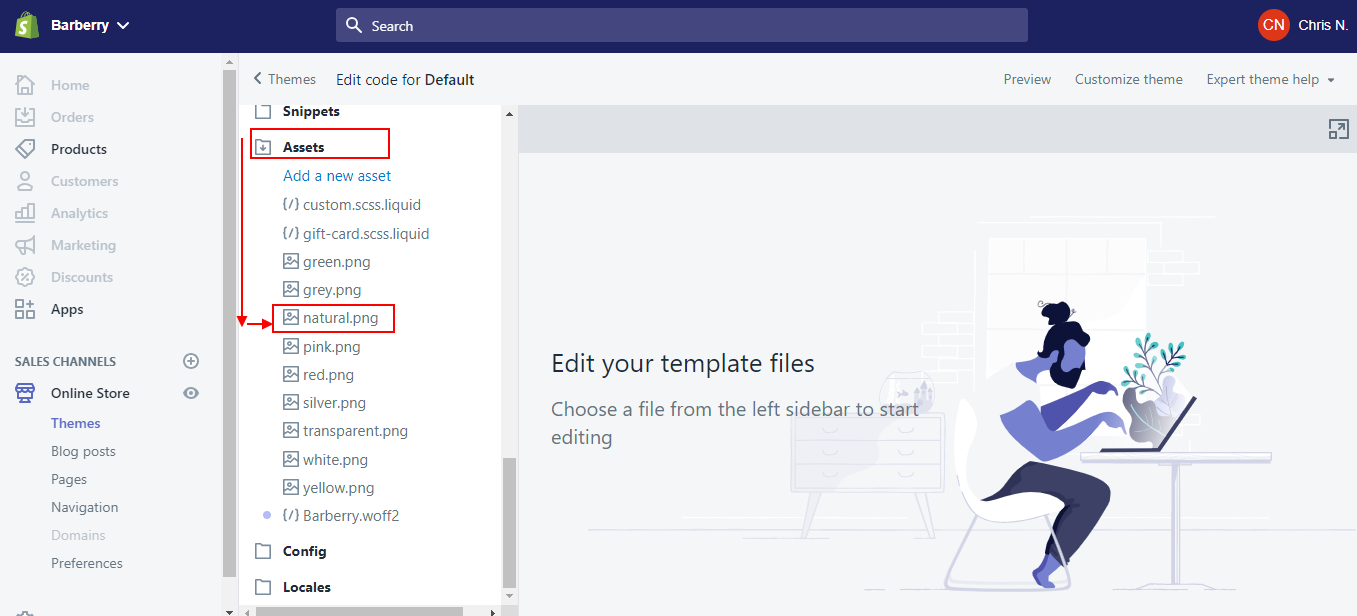 Barberry
Search
CN Chris N.
Home
Orders
Products
Customers
Analytics
Marketing
Discounts
Apps
SALES CHANNELS
Online Store
Themes
Blog posts
Pages
Navigation
Domains
Preferences
Themes
Edit code for Default
Preview
Customize theme
Expert theme help
Snippets
Assets
Add a new asset
{/} custom.scss.liquid
{/} gift-card.scss.liquid
green.png
grey.png
natural.png
pink.png
red.png
silver.png
transparent.png
white.png
yellow.png
{/} Barberry.woff2
Config
Locales
Edit your template files
Choose a file from the left sidebar to start
editing